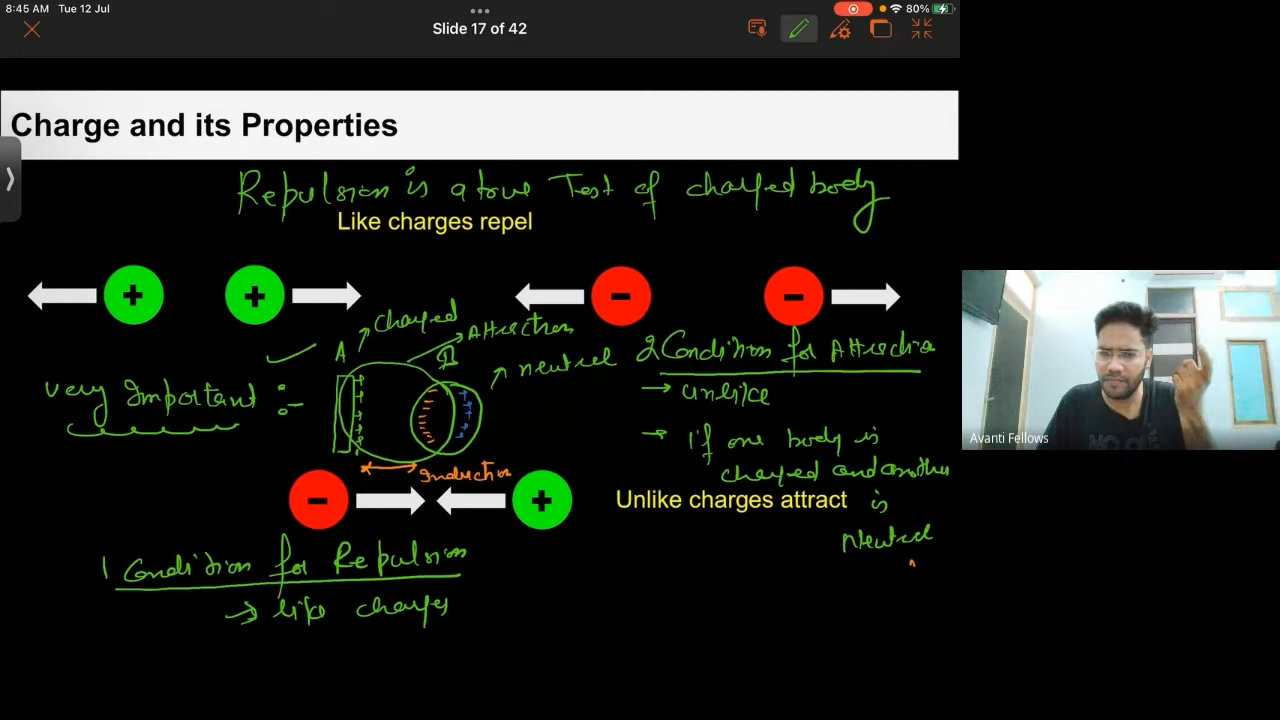 8:45 AM Tue 12 Jul
80%
Slide 17 of 42
Charge and its Properties
Repulsion is a true Test of charged body
Like charges repel
+ + - -
charged
A
Attraction
B
neutral
2 Condition for Attraction
very Important :-
→ unlike
→ if one body is
charged and another
is
Neutral
Induction
- +
Unlike charges attract
1 Condition for Repulsion
→ like charges
Avanti Fellows